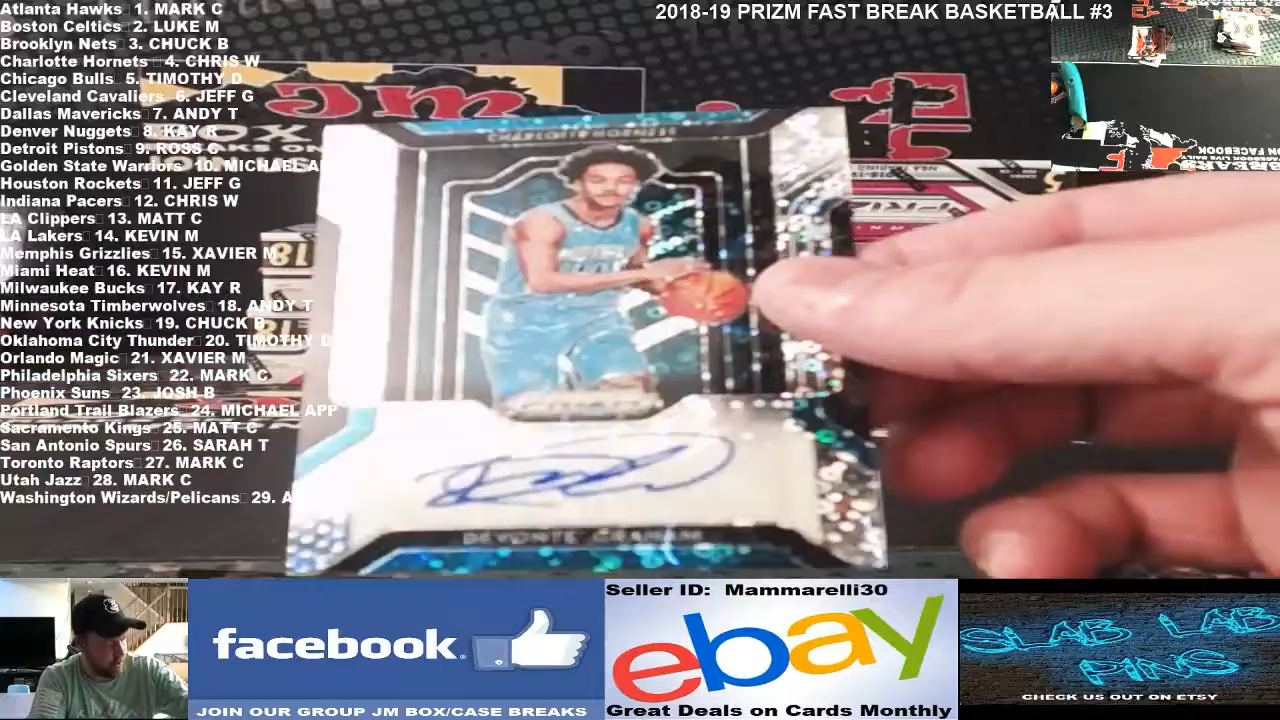 2018-19 PRIZM FAST BREAK BASKETBALL #3
Atlanta Hawks 1. MARK C
Boston Celtics 2. LUKE M
Brooklyn Nets 3. CHUCK B
Charlotte Hornets 4. CHRIS W
Chicago Bulls 5. TIMOTHY D
Cleveland Cavaliers 6. JEFF G
Dallas Mavericks 7. ANDY T
Denver Nuggets 8. KAY R
Detroit Pistons 9. ROSS C
Golden State Warriors 10. MICHAEL A
Houston Rockets 11. JEFF G
Indiana Pacers 12. CHRIS W
LA Clippers 13. MATT C
LA Lakers 14. KEVIN M
Memphis Grizzlies 15. XAVIER M
Miami Heat 16. KEVIN M
Milwaukee Bucks 17. KAY R
Minnesota Timberwolves 18. ANDY T
New York Knicks 19. CHUCK B
Oklahoma City Thunder 20. TIMOTHY D
Orlando Magic 21. XAVIER M
Philadelphia Sixers 22. MARK C
Phoenix Suns 23. JOSH B
Portland Trail Blazers 24. MICHAEL APP
Sacramento Kings 25. MATT C
San Antonio Spurs 26. SARAH T
Toronto Raptors 27. MARK C
Utah Jazz 28. MARK C
Washington Wizards/Pelicans 29. A
CHARLOTTE HORNETS
DEVONTE' GRAHAM
facebook
JOIN OUR GROUP JM BOX/CASE BREAKS
Seller ID: Mammarelli30
ebay
Great Deals on Cards Monthly
SLAB LAB
PINS
CHECK US OUT ON ETSY